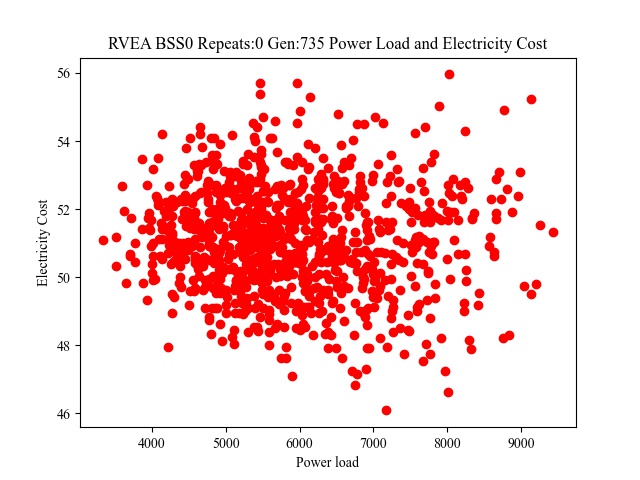 RVEA BSS0 Repeats:0 Gen:735 Power Load and Electricity Cost
56
54
52
50
48
46
Electricity Cost
4000 5000 6000 7000 8000 9000
Power load